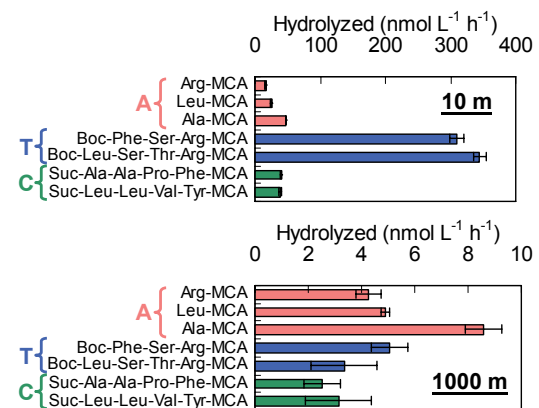 Hydrolyzed (nmol L⁻¹ h⁻¹)
0 100 200 300 400
10 m
A
Arg-MCA
Leu-MCA
Ala-MCA
T
Boc-Phe-Ser-Arg-MCA
Boc-Leu-Ser-Thr-Arg-MCA
C
Suc-Ala-Ala-Pro-Phe-MCA
Suc-Leu-Leu-Val-Tyr-MCA
Hydrolyzed (nmol L⁻¹ h⁻¹)
0 2 4 6 8 10
A
Arg-MCA
Leu-MCA
Ala-MCA
T
Boc-Phe-Ser-Arg-MCA
Boc-Leu-Ser-Thr-Arg-MCA
C
Suc-Ala-Ala-Pro-Phe-MCA
Suc-Leu-Leu-Val-Tyr-MCA
1000 m